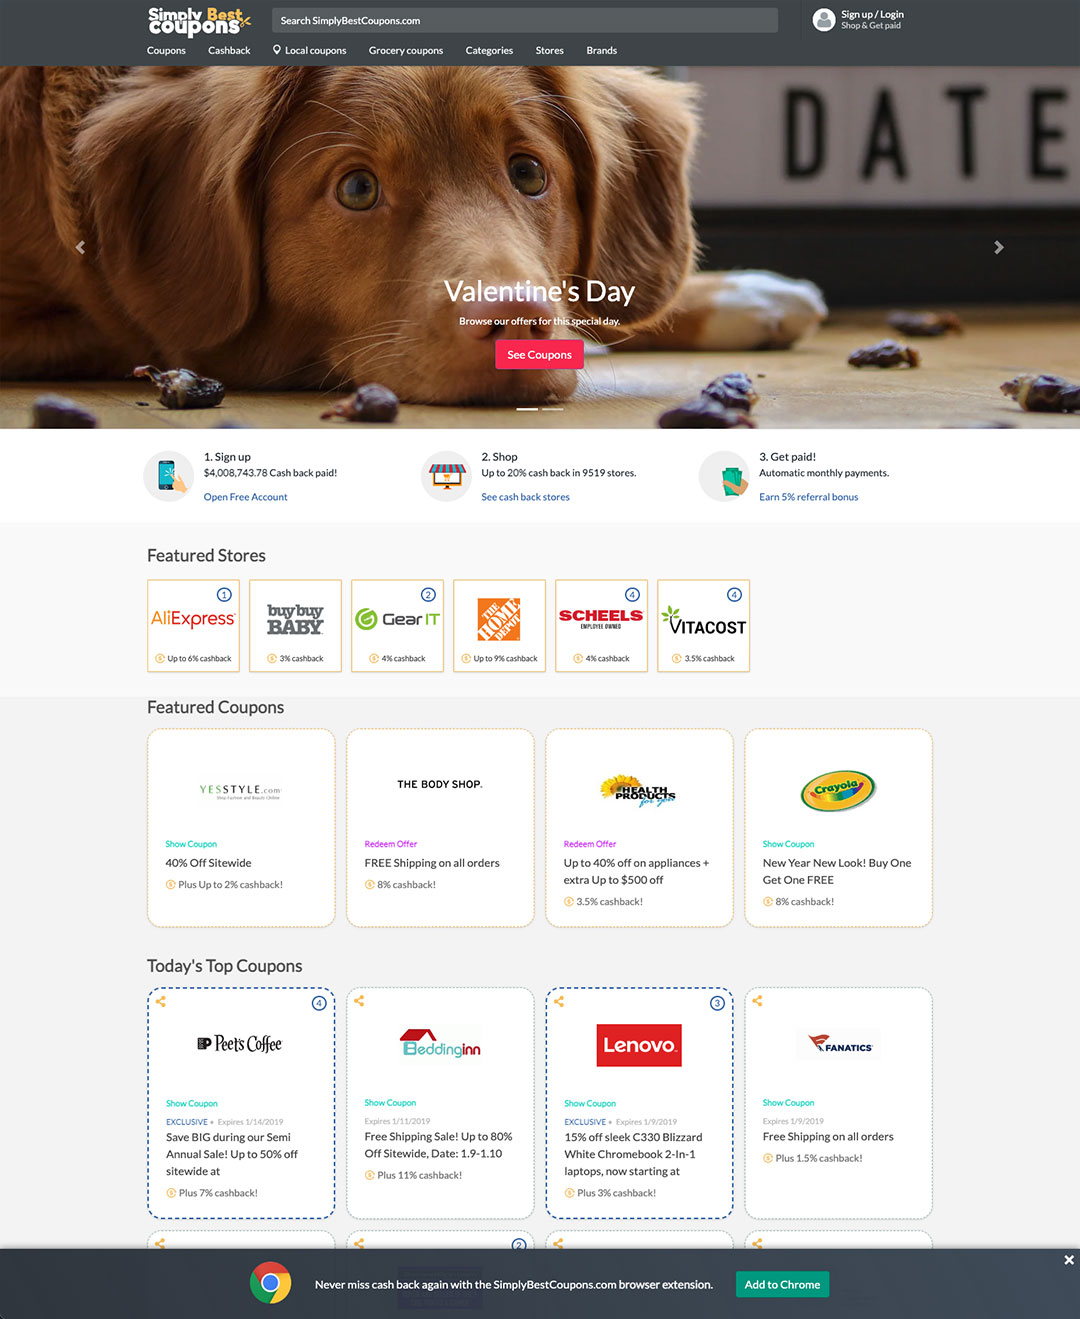 Simply Best
coupons
Search SimplyBestCoupons.com
Sign up / Login
Shop & Get paid
Coupons Cashback Local coupons Grocery coupons Categories Stores Brands
DATE
Valentine's Day
Browse our offers for this special day.
See Coupons
1. Sign up
$4,008,743.78 Cash back paid!
Open Free Account
2. Shop
Up to 20% cash back in 9519 stores.
See cash back stores
3. Get paid!
Automatic monthly payments.
Earn 5% referral bonus
Featured Stores
1
AliExpress
Up to 6% cashback
buy buy
BABY
3% cashback
2
GearIT
4% cashback
THE
HOME
DEPOT
Up to 9% cashback
4
SCHEELS
EMPLOYEE OWNED
4% cashback
4
VITACOST
3.5% cashback
Featured Coupons
YESSTYLE.com
Shop Fashion and Beauty Online
Show Coupon
40% Off Sitewide
Plus Up to 2% cashback!
THE BODY SHOP.
Redeem Offer
FREE Shipping on all orders
8% cashback!
HEALTH
PRODUCTS
for you
Redeem Offer
Up to 40% off on appliances +
extra Up to $500 off
3.5% cashback!
Crayola
Show Coupon
New Year New Look! Buy One
Get One FREE
8% cashback!
Today's Top Coupons
4
Peet's Coffee
Show Coupon
EXCLUSIVE • Expires 1/14/2019
Save BIG during our Semi
Annual Sale! Up to 50% off
sitewide at
Plus 7% cashback!
Beddinginn
Show Coupon
Expires 1/11/2019
Free Shipping Sale! Up to 80%
Off Sitewide, Date: 1.9-1.10
Plus 11% cashback!
3
Lenovo
Show Coupon
EXCLUSIVE • Expires 1/9/2019
15% off sleek C330 Blizzard
White Chromebook 2-In-1
laptops, now starting at
Plus 3% cashback!
FANATICS
Show Coupon
Expires 1/9/2019
Free Shipping on all orders
Plus 1.5% cashback!
2
Never miss cash back again with the SimplyBestCoupons.com browser extension.
Add to Chrome